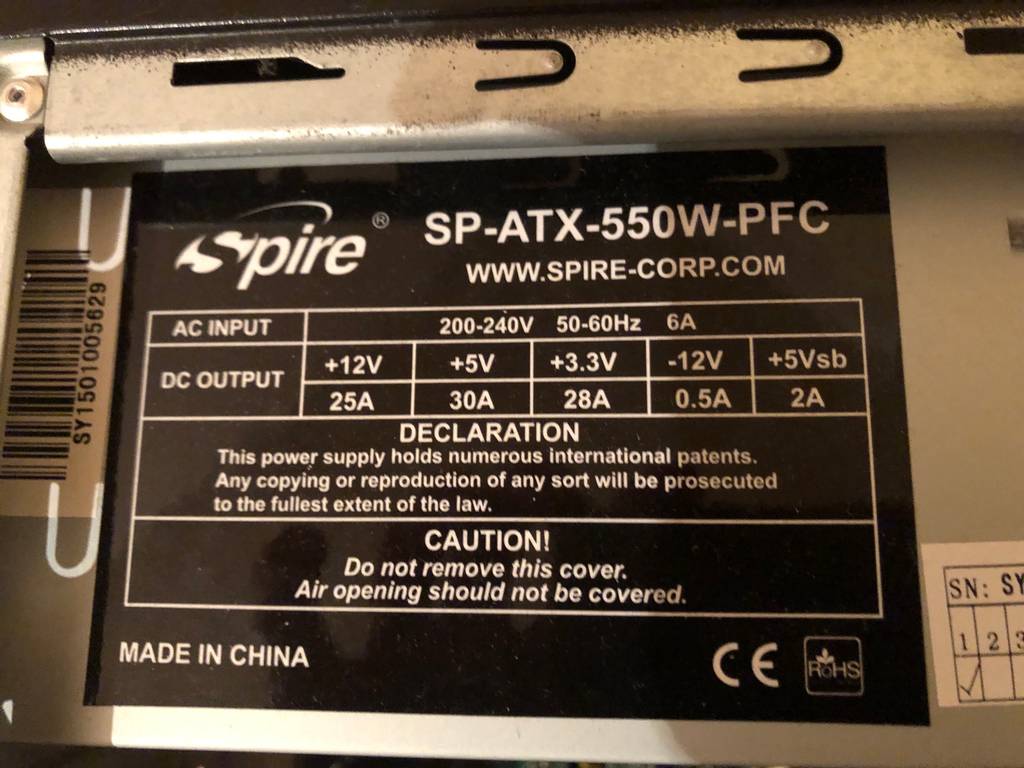 Spire ®
SP-ATX-550W-PFC
WWW.SPIRE-CORP.COM
AC INPUT 200-240V 50-60Hz 6A
DC OUTPUT +12V +5V +3.3V -12V +5Vsb
25A 30A 28A 0.5A 2A
DECLARATION
This power supply holds numerous international patents.
Any copying or reproduction of any sort will be prosecuted
to the fullest extent of the law.
CAUTION!
Do not remove this cover.
Air opening should not be covered.
MADE IN CHINA
CE RoHS
SY1501005629
SN: SY
1 2 3